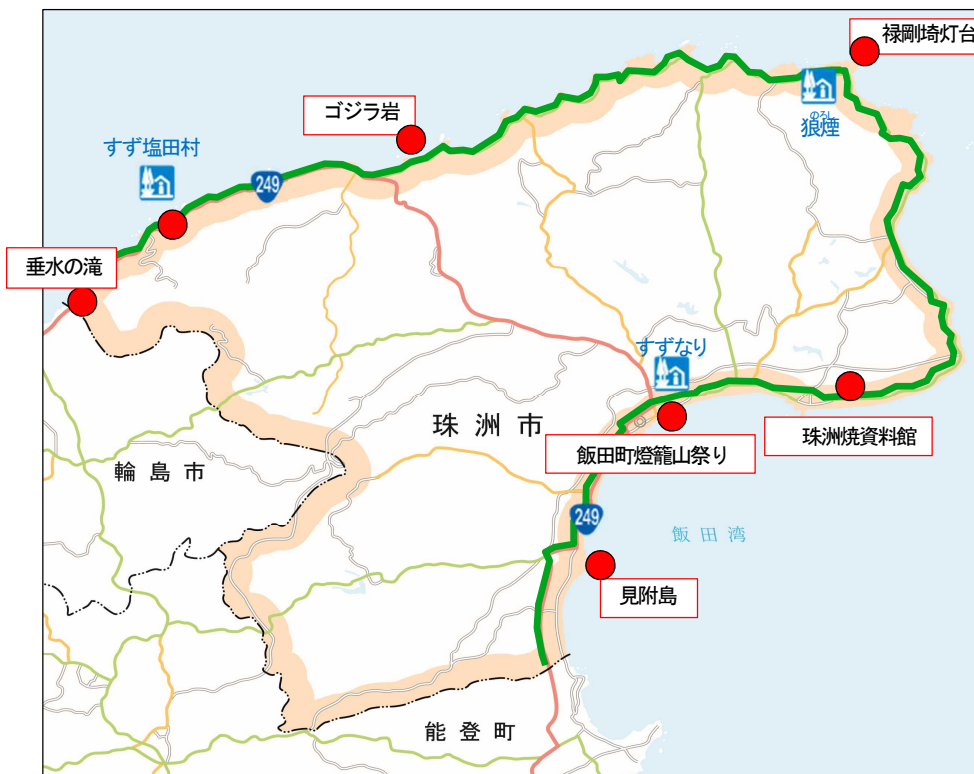 禄剛埼灯台
ゴジラ岩
のろし
狼煙
すず塩田村
249
垂水の滝
すずなり
珠洲市
珠洲焼資料館
飯田町燈籠山祭り
輪島市
249
飯田湾
見附島
能登町